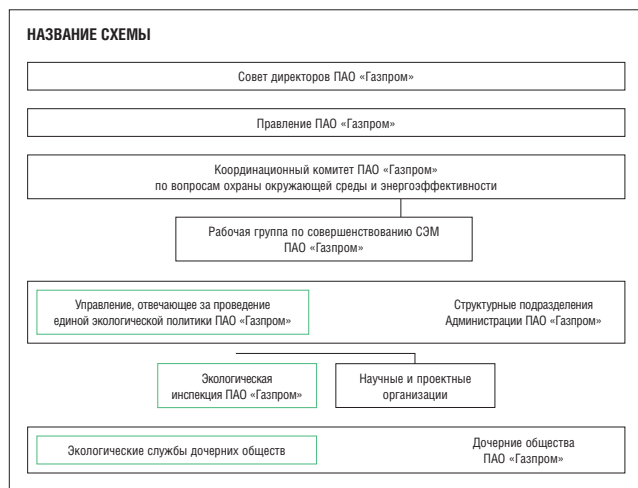 НАЗВАНИЕ СХЕМЫ
Совет директоров ПАО «Газпром»
Правление ПАО «Газпром»
Координационный комитет ПАО «Газпром»
по вопросам охраны окружающей среды и энергоэффективности
Рабочая группа по совершенствованию СЭМ
ПАО «Газпром»
Управление, отвечающее за проведение
единой экологической политики ПАО «Газпром»
Структурные подразделения
Администрации ПАО «Газпром»
Экологическая
инспекция ПАО «Газпром»
Научные и проектные
организации
Экологические службы дочерних обществ
Дочерние общества
ПАО «Газпром»